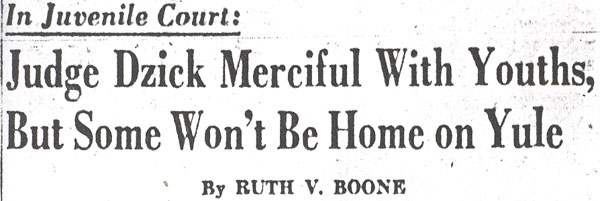 In Juvenile Court:
Judge Dzick Merciful With Youths,
But Some Won't Be Home on Yule
By RUTH V. BOONE